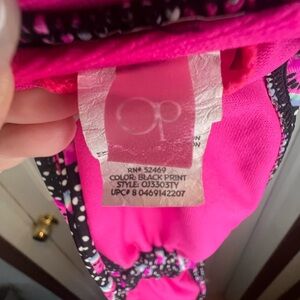 Op
RN# 52469
COLOR: BLACK PRINT
STYLE: OJ3303TY
UPC# 8 0469142207